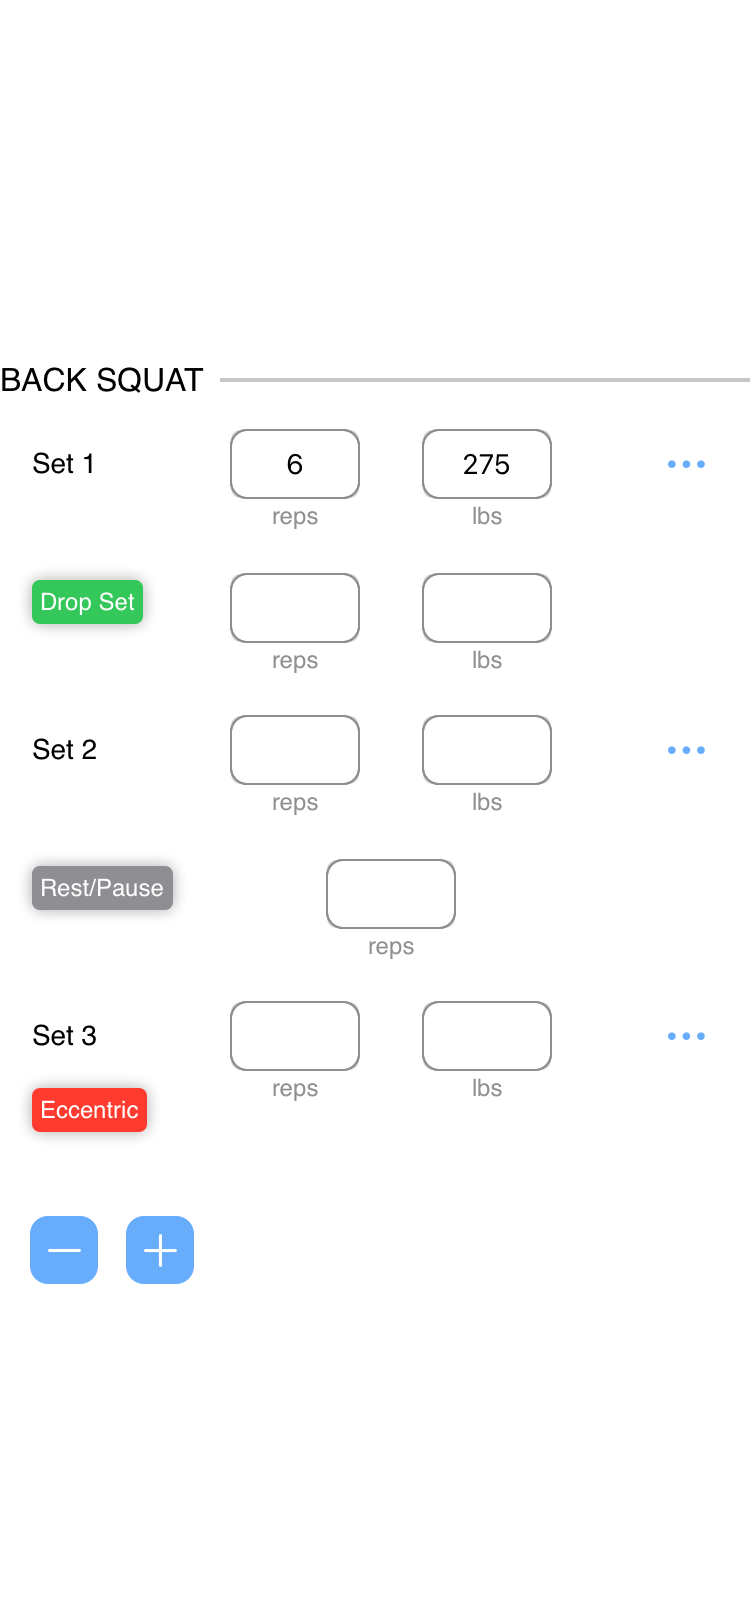 BACK SQUAT
Set 1 6 275
reps lbs
Drop Set
reps lbs
Set 2
reps lbs
Rest/Pause
reps
Set 3
reps lbs
Eccentric